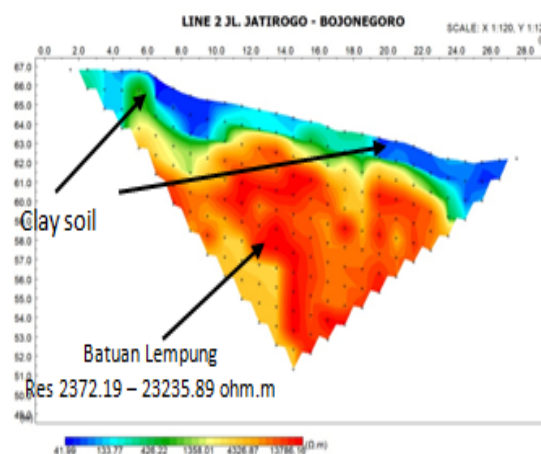 LINE 2 JL. JATIROGO - BOJONEGORO
SCALE: X 1:120, Y 1:12
0.0 2.0 4.0 6.0 8.0 10.0 12.0 14.0 16.0 18.0 20.0 22.0 24.0 26.0 28.0
67.0
66.0
65.0
64.0
63.0
62.0
61.0
60.0
59.0
58.0
57.0
56.0
55.0
54.0
53.0
52.0
51.0
50.0
Clay soil
Batuan Lempung
Res 2372.19 – 23235.89 ohm.m
41.99 133.77 426.22 1358.01 4326.87 13786.16 (Ω.m)